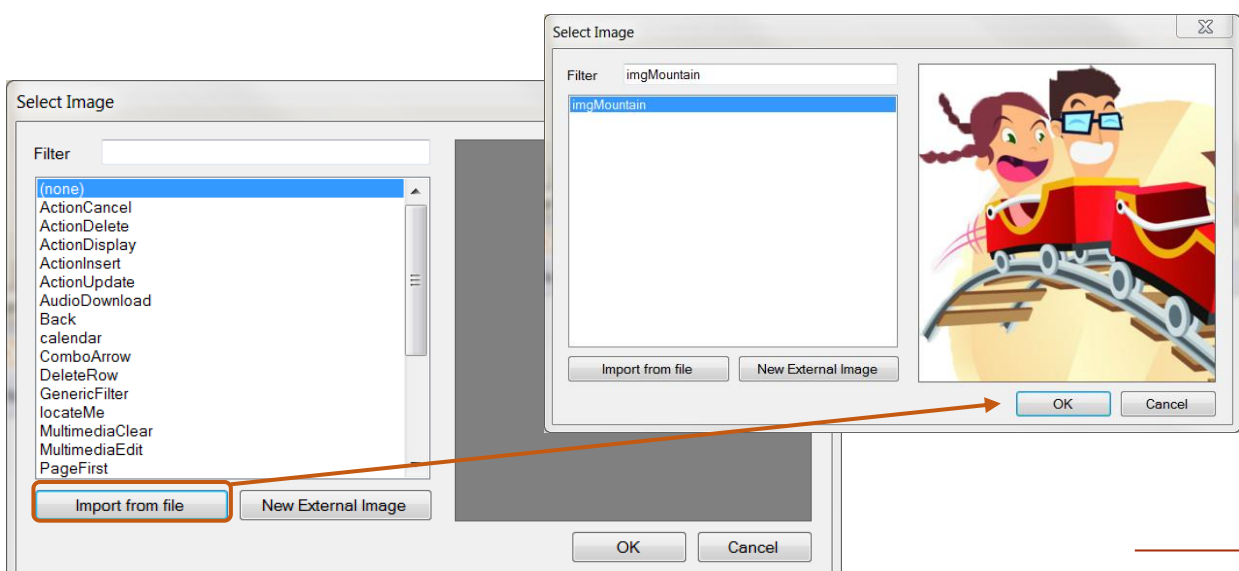 Select Image
Filter
(none)
ActionCancel
ActionDelete
ActionDisplay
ActionInsert
ActionUpdate
AudioDownload
Back
calendar
ComboArrow
DeleteRow
GenericFilter
locateMe
MultimediaClear
MultimediaEdit
PageFirst
Import from file New External Image
OK Cancel
Select Image
Filter imgMountain
imgMountain
Import from file New External Image
OK Cancel